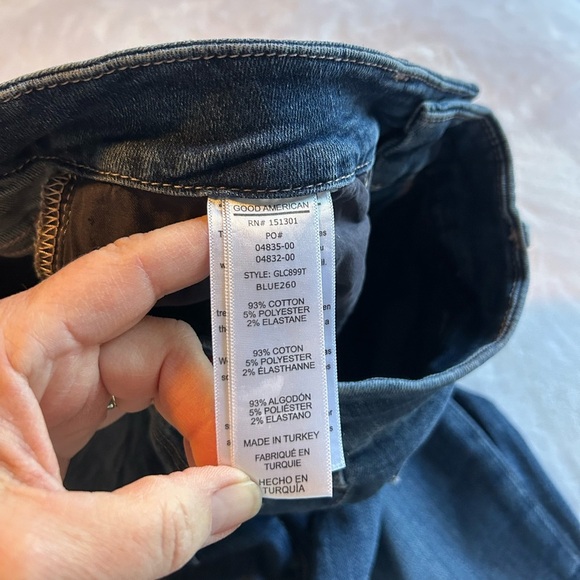 GOOD AMERICAN
RN# 151301
PO#
04835-00
04832-00
STYLE: GLC899T
BLUE260
93% COTTON
5% POLYESTER
2% ELASTANE
93% COTON
5% POLYESTER
2% ÉLASTHANNE
93% ALGODÓN
5% POLIÉSTER
2% ELASTANO
MADE IN TURKEY
FABRIQUÉ EN
TURQUIE
HECHO EN
TURQUÍA